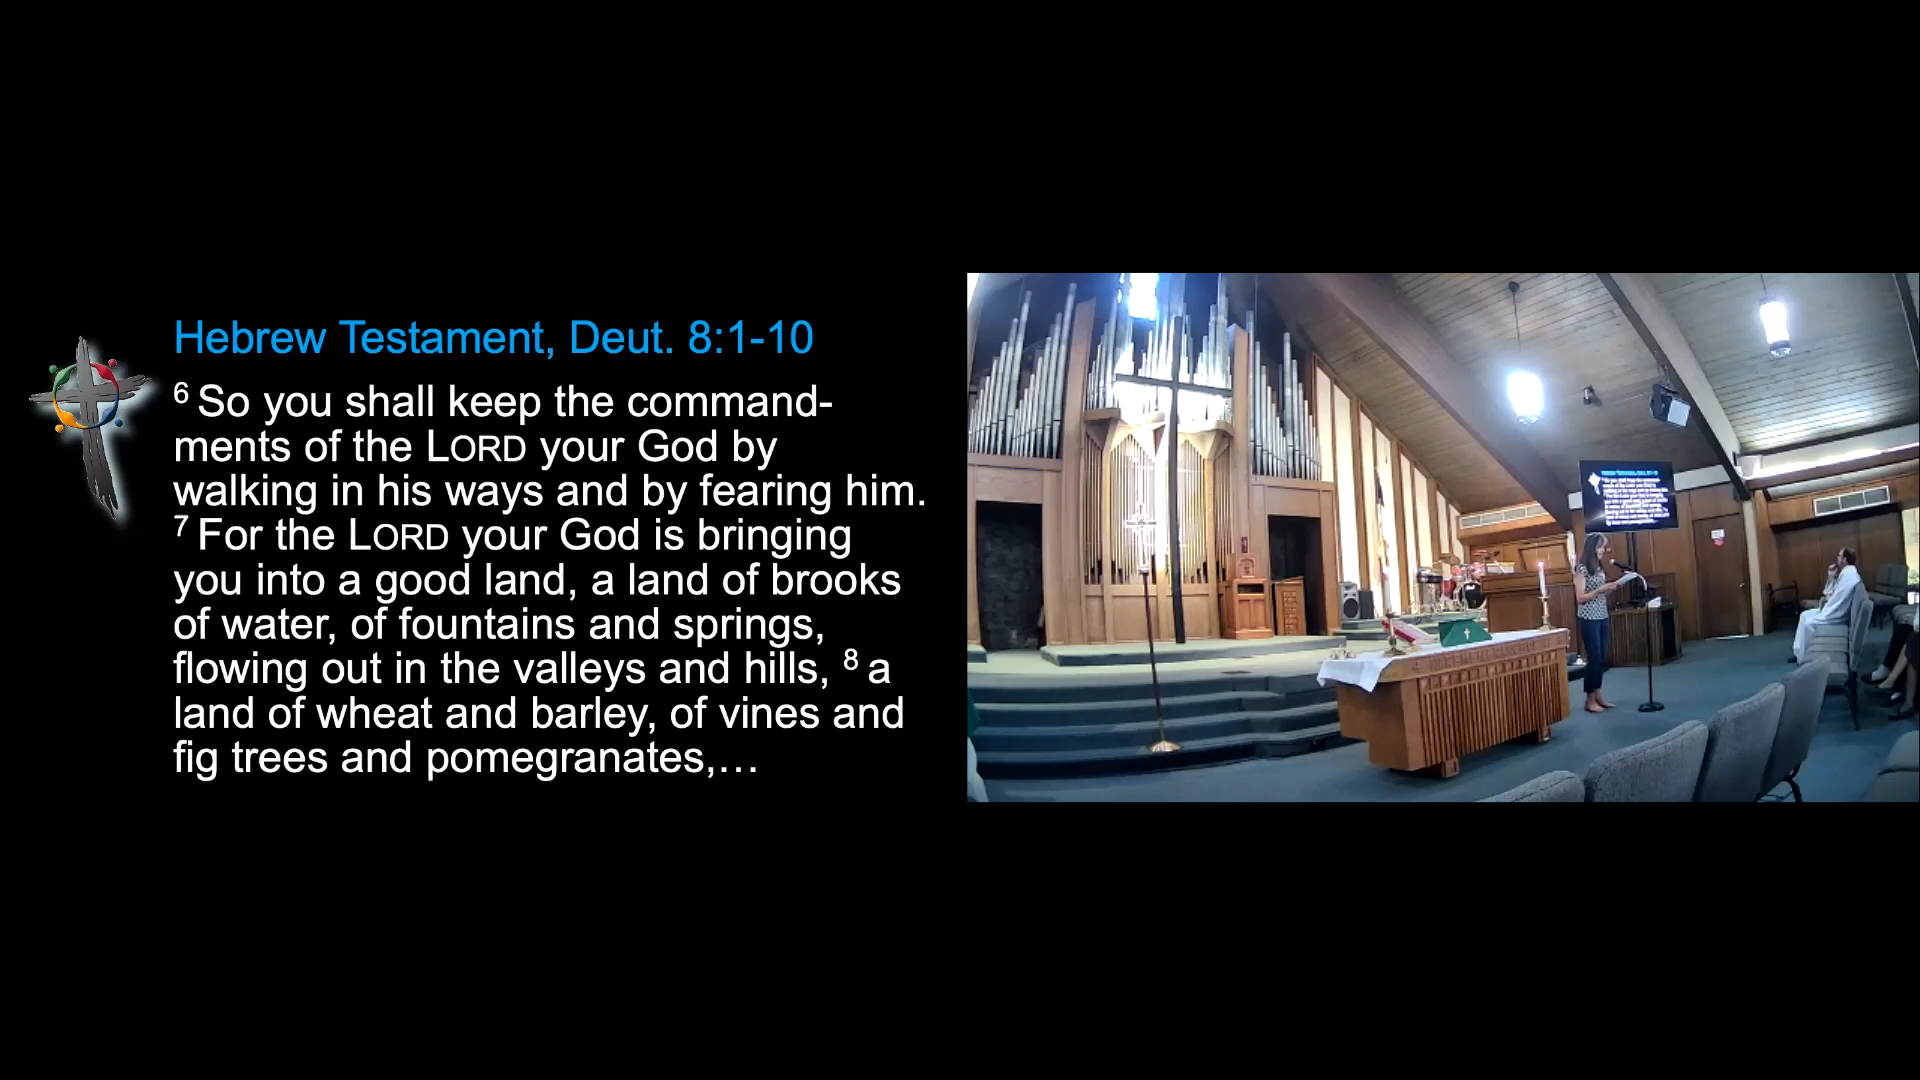 Hebrew Testament, Deut. 8:1-10
6 So you shall keep the command-
ments of the LORD your God by
walking in his ways and by fearing him.
7 For the LORD your God is bringing
you into a good land, a land of brooks
of water, of fountains and springs,
flowing out in the valleys and hills, 8 a
land of wheat and barley, of vines and
fig trees and pomegranates,…